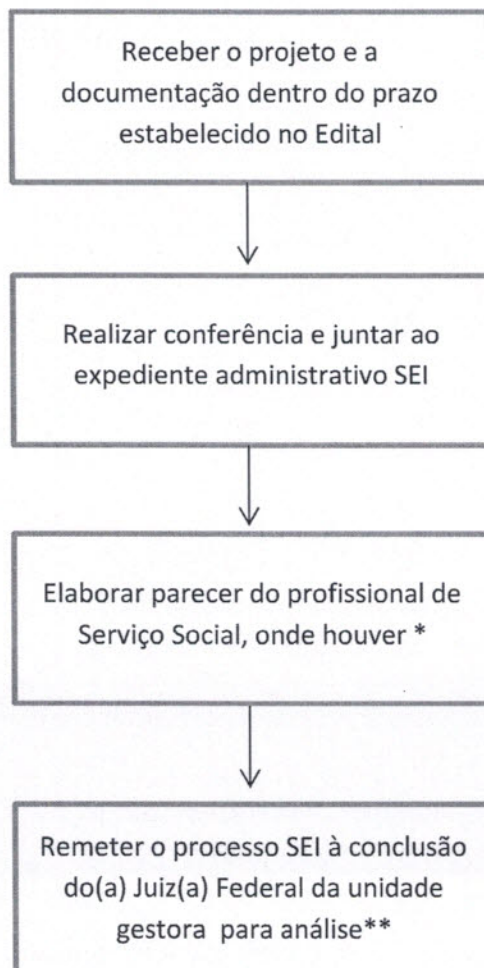 Receber o projeto e a
documentação dentro do prazo
estabelecido no Edital
Realizar conferência e juntar ao
expediente administrativo SEI
Elaborar parecer do profissional de
Serviço Social, onde houver *
Remeter o processo SEI à conclusão
do(a) Juiz(a) Federal da unidade
gestora para análise**